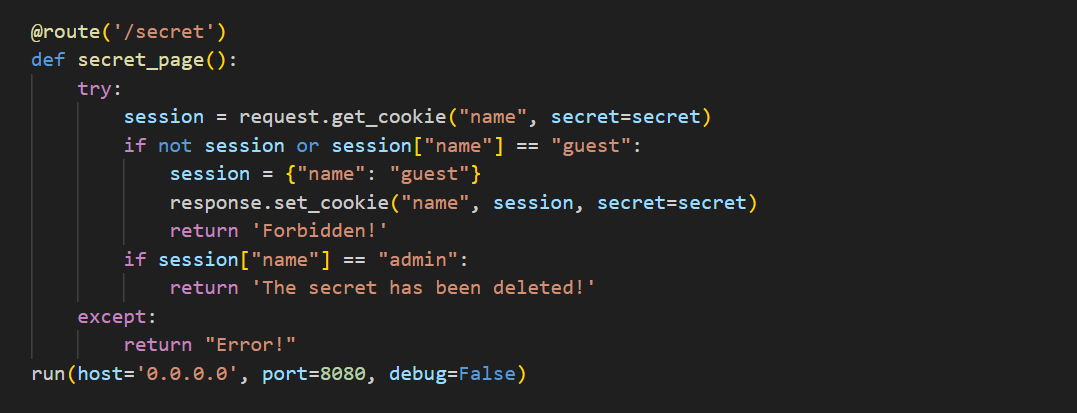 @route('/secret')
def secret_page():
    try:
        session = request.get_cookie("name", secret=secret)
        if not session or session["name"] == "guest":
            session = {"name": "guest"}
            response.set_cookie("name", session, secret=secret)
            return 'Forbidden!'
        if session["name"] == "admin":
            return 'The secret has been deleted!'
    except:
        return "Error!"
run(host='0.0.0.0', port=8080, debug=False)